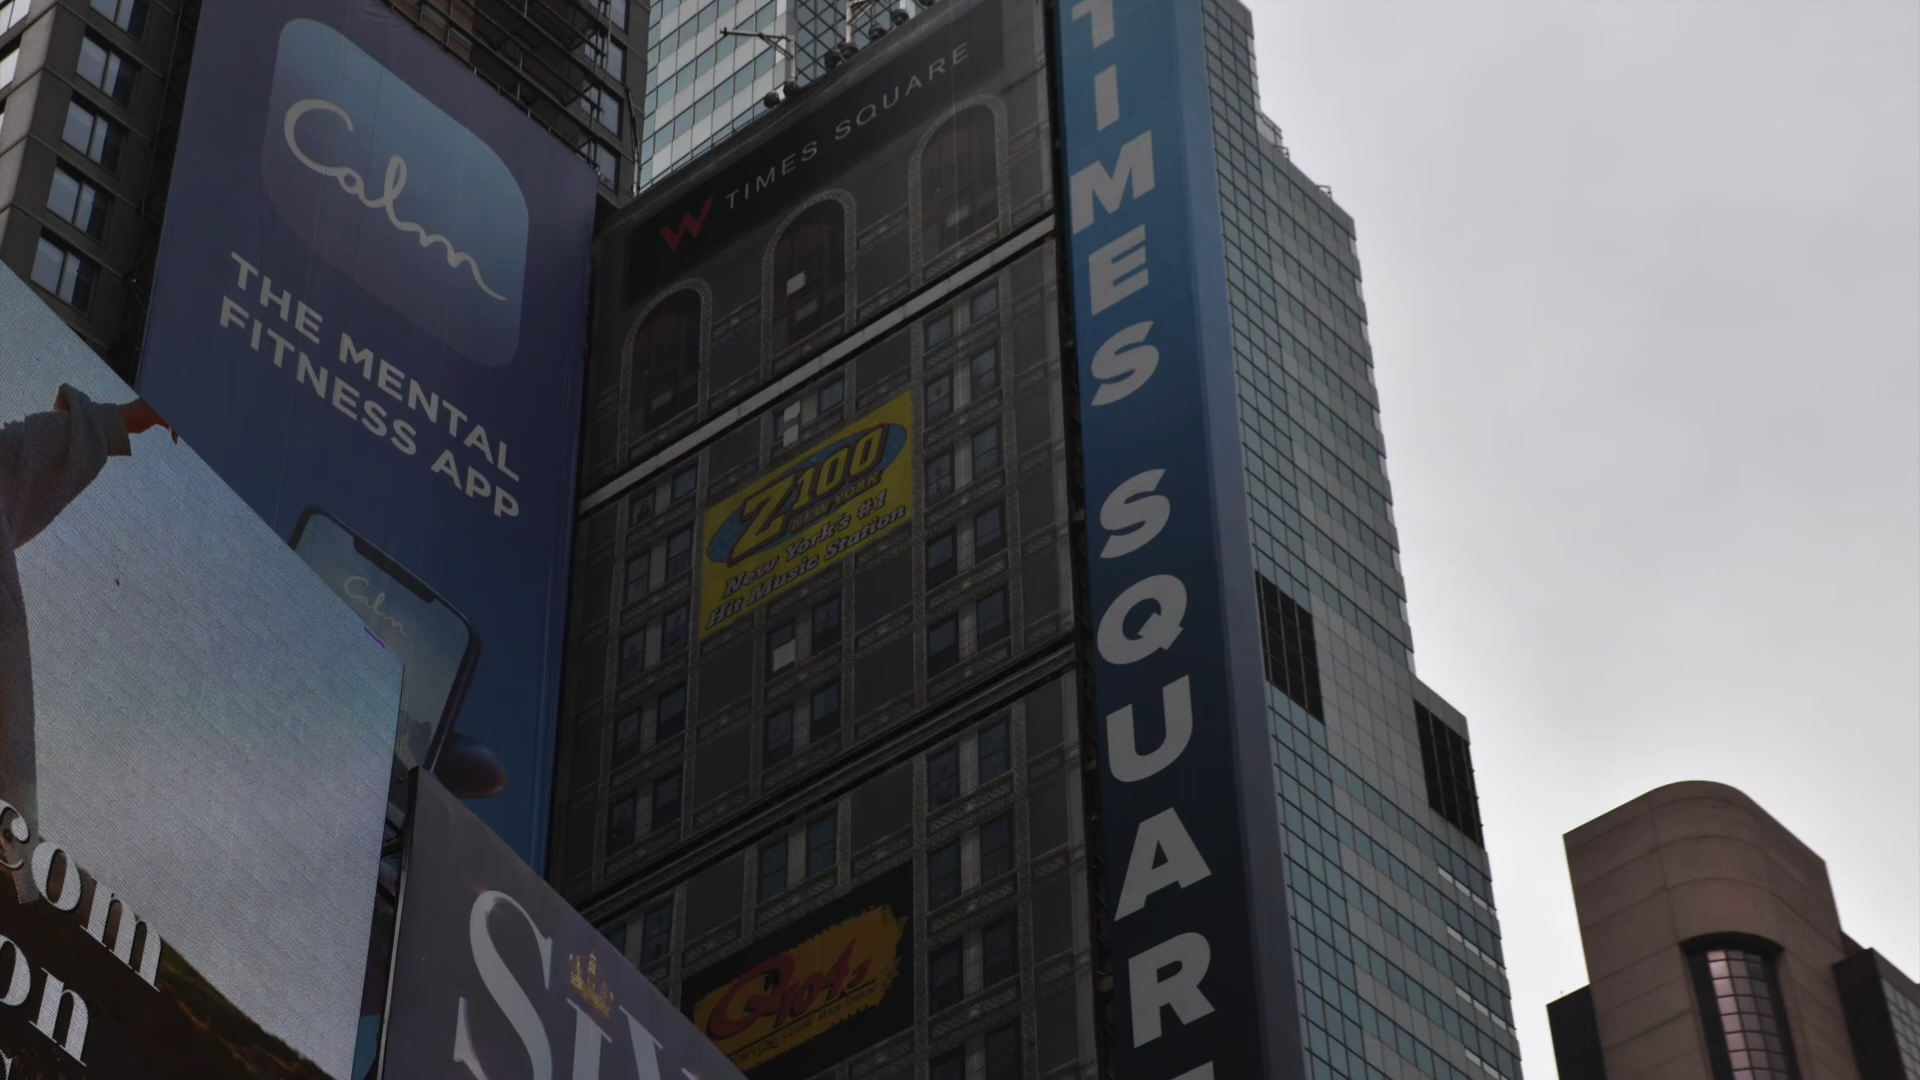 Calm
THE MENTAL
FITNESS APP
Calm
W TIMES SQUARE
Z100
NEW YORK
New York's #1
Hit Music Station
TIMES SQUARE
Q104.3
com
on